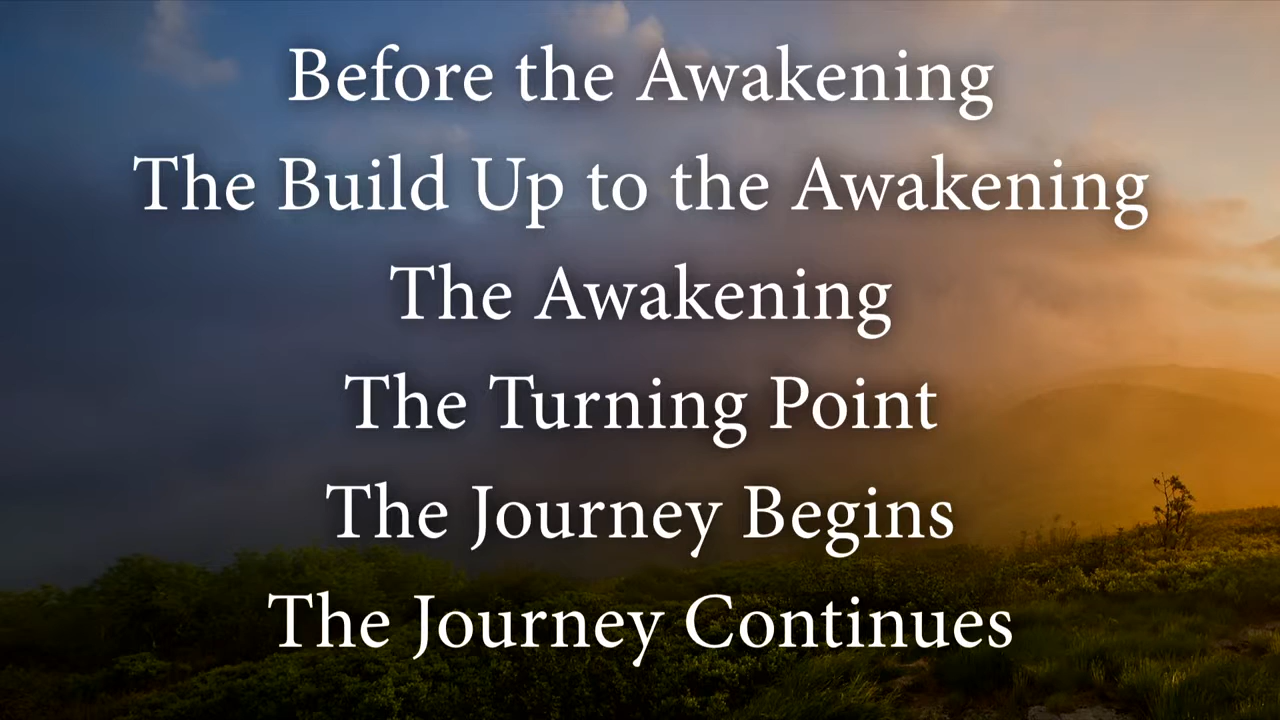 Before the Awakening
The Build Up to the Awakening
The Awakening
The Turning Point
The Journey Begins
The Journey Continues